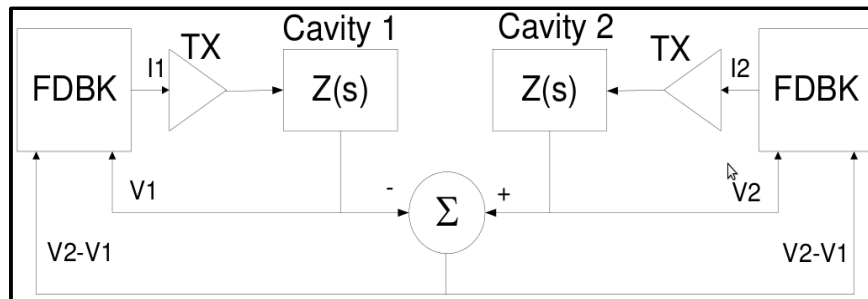 Cavity 1
Cavity 2
TX
TX
I1
I2
FDBK
Z(s)
Z(s)
FDBK
V1
-
Σ
+
V2
V2-V1
V2-V1